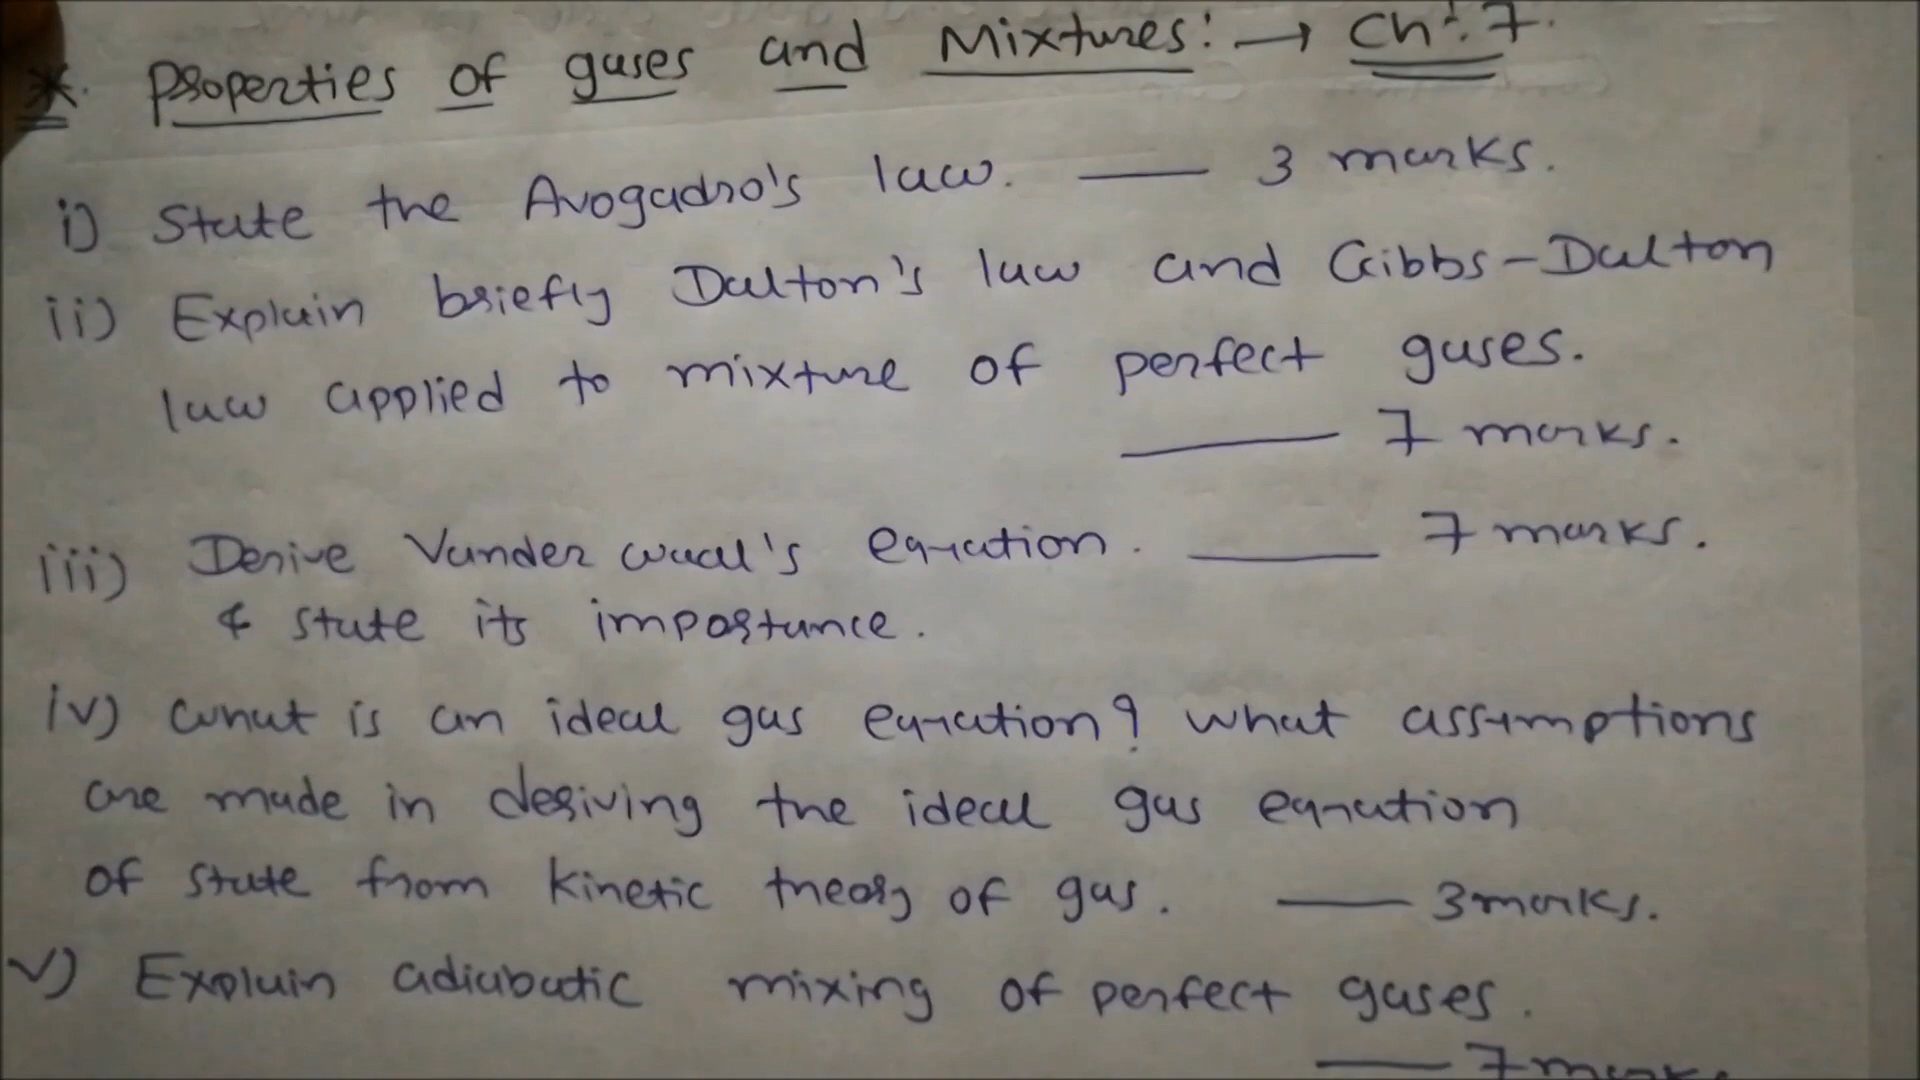 * Properties of gases and Mixtures: → Ch: 7.
i) State the Avogadro's law. — 3 marks.
ii) Explain briefly Dalton's law and Gibbs-Dalton
law applied to mixture of perfect gases.
— 7 marks.
iii) Derive Vander waal's equation. — 7 marks.
& state its importance.
iv) What is an ideal gas equation? What assumptions
are made in deriving the ideal gas equation
of state from kinetic theory of gas. — 3 marks.
v) Explain adiabatic mixing of perfect gases.
— 7 marks